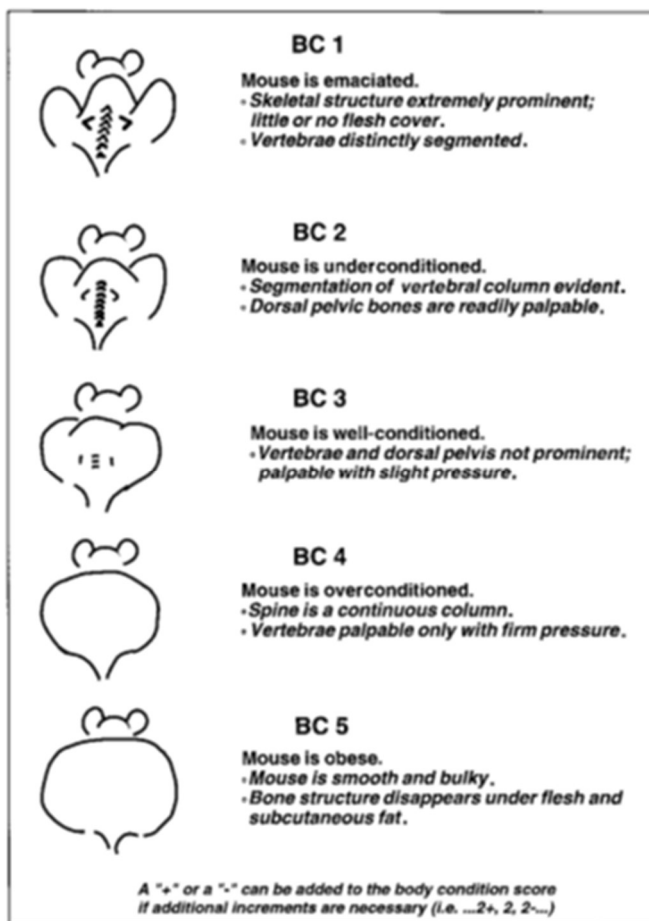 BC 1
Mouse is emaciated.
• Skeletal structure extremely prominent;
little or no flesh cover.
• Vertebrae distinctly segmented.
BC 2
Mouse is underconditioned.
• Segmentation of vertebral column evident.
• Dorsal pelvic bones are readily palpable.
BC 3
Mouse is well-conditioned.
• Vertebrae and dorsal pelvis not prominent;
palpable with slight pressure.
BC 4
Mouse is overconditioned.
• Spine is a continuous column.
• Vertebrae palpable only with firm pressure.
BC 5
Mouse is obese.
• Mouse is smooth and bulky.
• Bone structure disappears under flesh and
subcutaneous fat.
A "+" or a "-" can be added to the body condition score
if additional increments are necessary (i.e. ...2+, 2, 2-...)